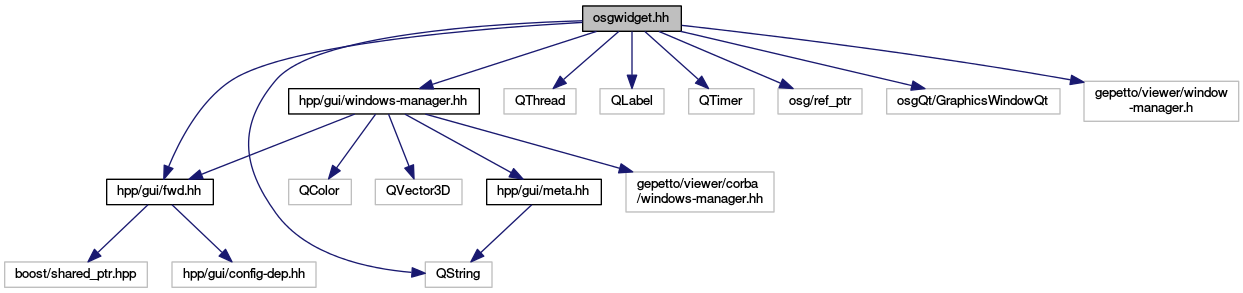 osgwidget.hh
hpp/gui/windows-manager.hh
QThread
QLabel
QTimer
osg/ref_ptr
osgQt/GraphicsWindowQt
gepetto/viewer/window
-manager.h
hpp/gui/fwd.hh
QColor
QVector3D
hpp/gui/meta.hh
gepetto/viewer/corba
/windows-manager.hh
boost/shared_ptr.hpp
hpp/gui/config-dep.hh
QString